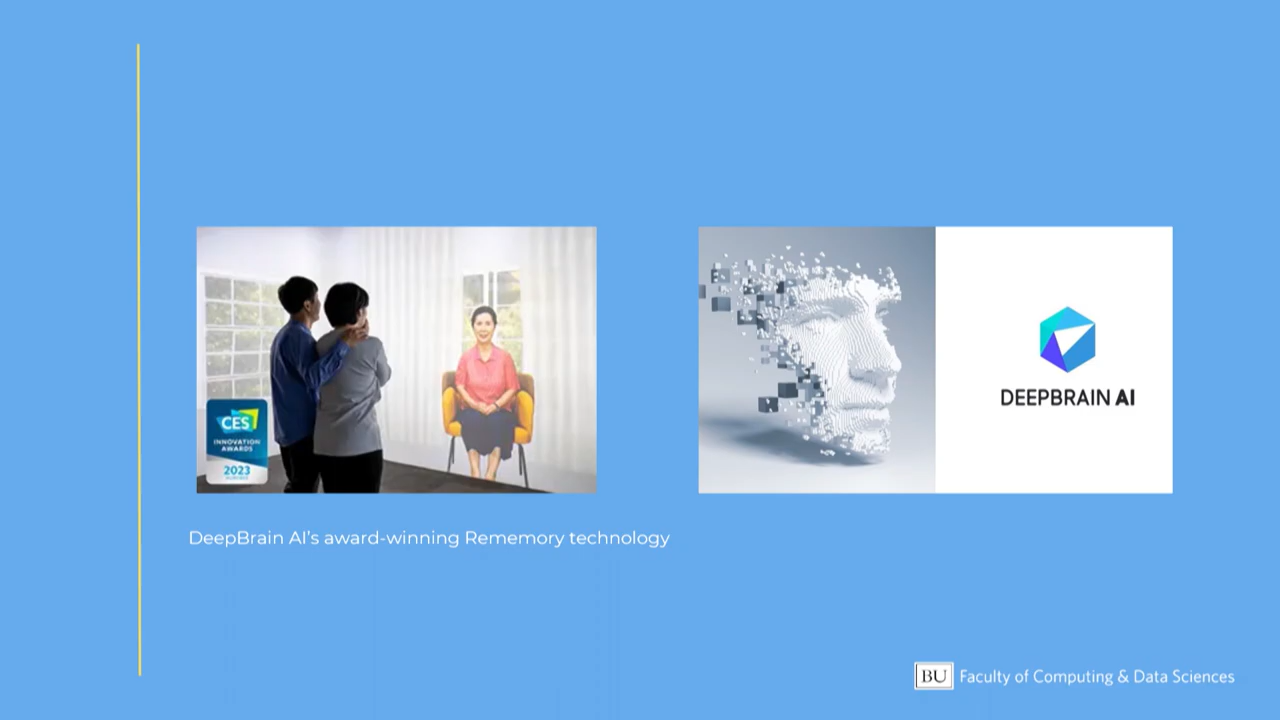 CES
INNOVATION
AWARDS
2023
DEEPBRAIN AI
DeepBrain AI's award-winning Rememory technology
BU Faculty of Computing & Data Sciences